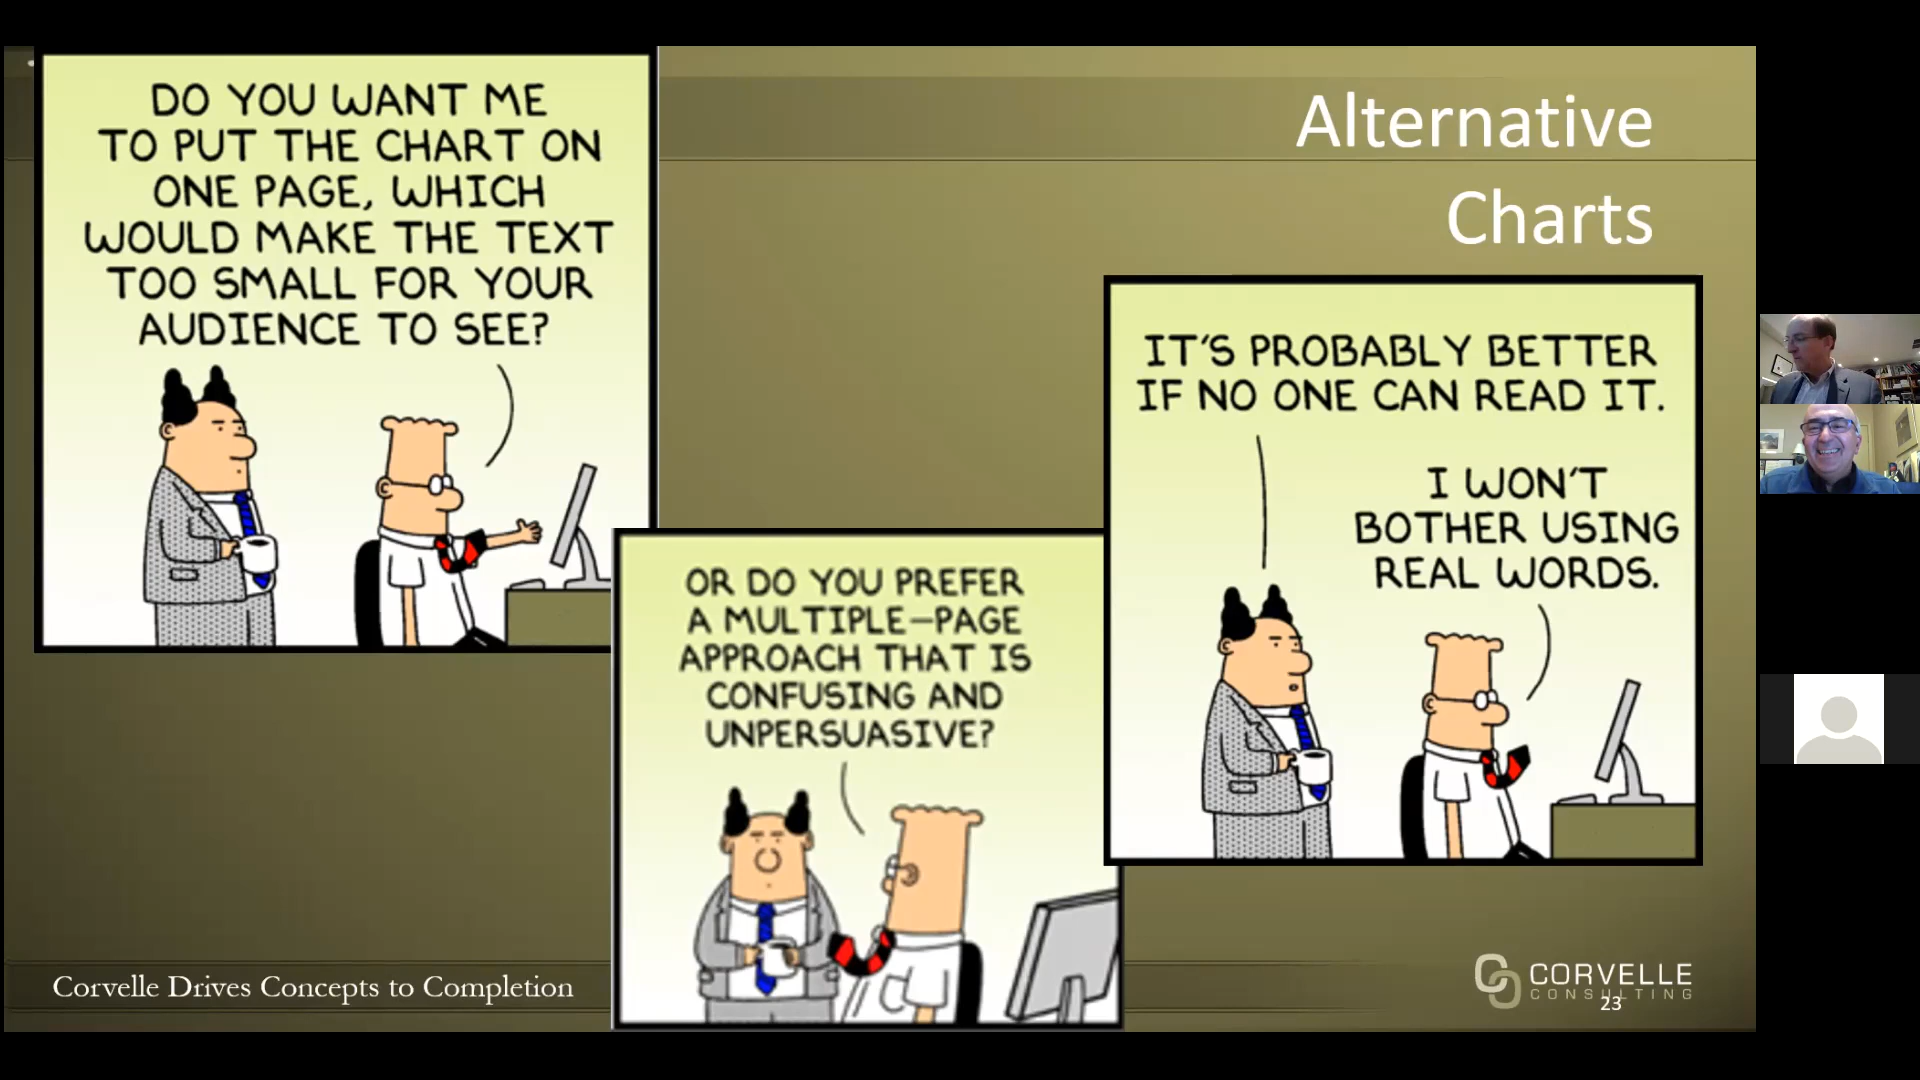 DO YOU WANT ME
TO PUT THE CHART ON
ONE PAGE, WHICH
WOULD MAKE THE TEXT
TOO SMALL FOR YOUR
AUDIENCE TO SEE?
Alternative
Charts
OR DO YOU PREFER
A MULTIPLE-PAGE
APPROACH THAT IS
CONFUSING AND
UNPERSUASIVE?
IT'S PROBABLY BETTER
IF NO ONE CAN READ IT.
I WON'T
BOTHER USING
REAL WORDS.
Corvelle Drives Concepts to Completion
CORVELLE
CONSULTING
23